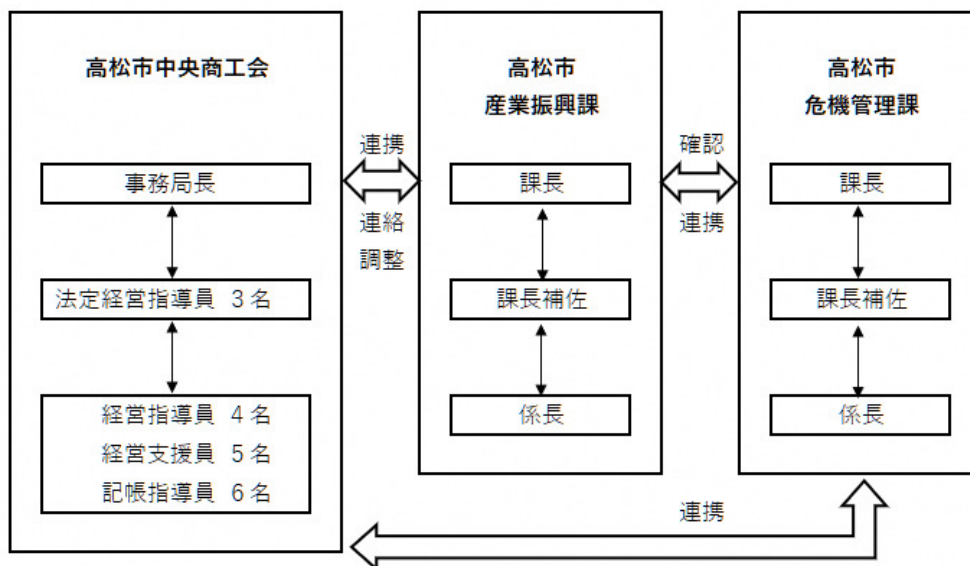 高松市中央商工会
事務局長
法定経営指導員 3名
経営指導員 4名
経営支援員 5名
記帳指導員 6名
連携
連絡
調整
高松市
産業振興課
課長
課長補佐
係長
確認
連携
高松市
危機管理課
課長
課長補佐
係長
連携